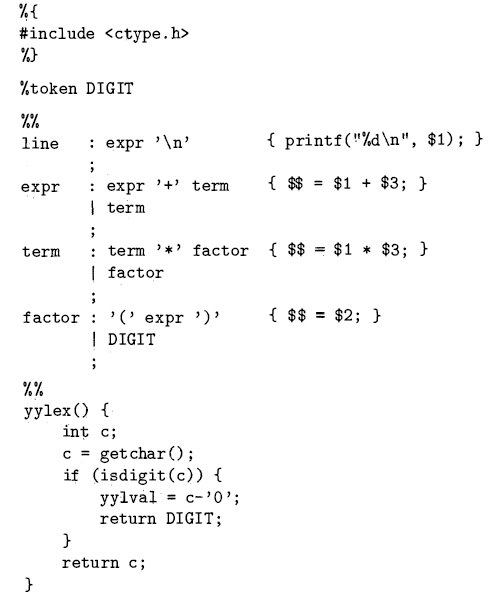 %{
#include <ctype.h>
%}
%token DIGIT
%%
line : expr '\n' { printf("%d\n", $1); }
;
expr : expr '+' term { $$ = $1 + $3; }
| term
;
term : term '*' factor { $$ = $1 * $3; }
| factor
;
factor : '(' expr ')' { $$ = $2; }
| DIGIT
;
%%
yylex() {
int c;
c = getchar();
if (isdigit(c)) {
yylval = c-'0';
return DIGIT;
}
return c;
}